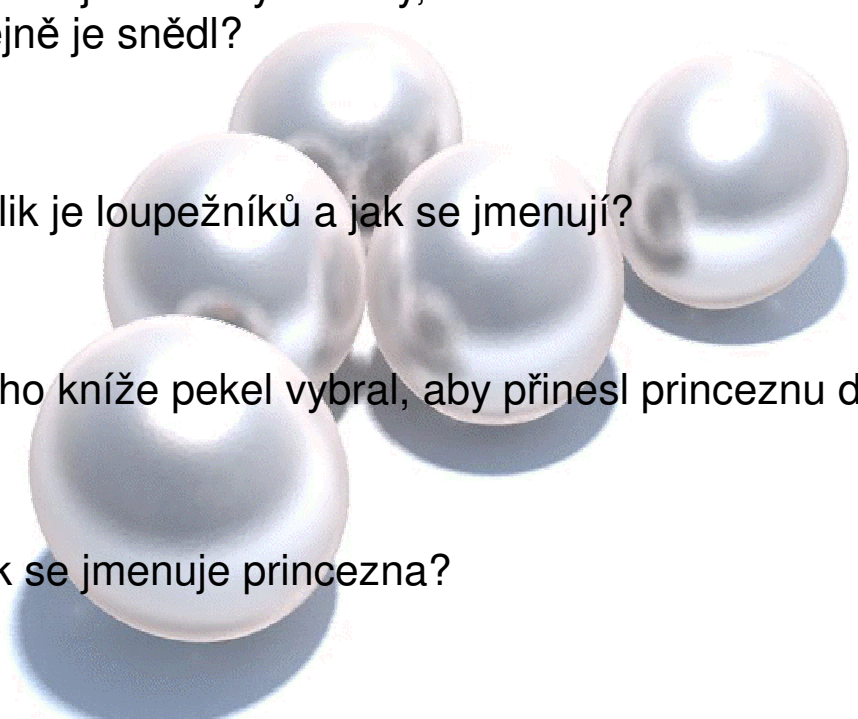 ejně je snědl?
lik je loupežníků a jak se jmenují?
ho kníže pekel vybral, aby přinesl princeznu d
k se jmenuje princezna?